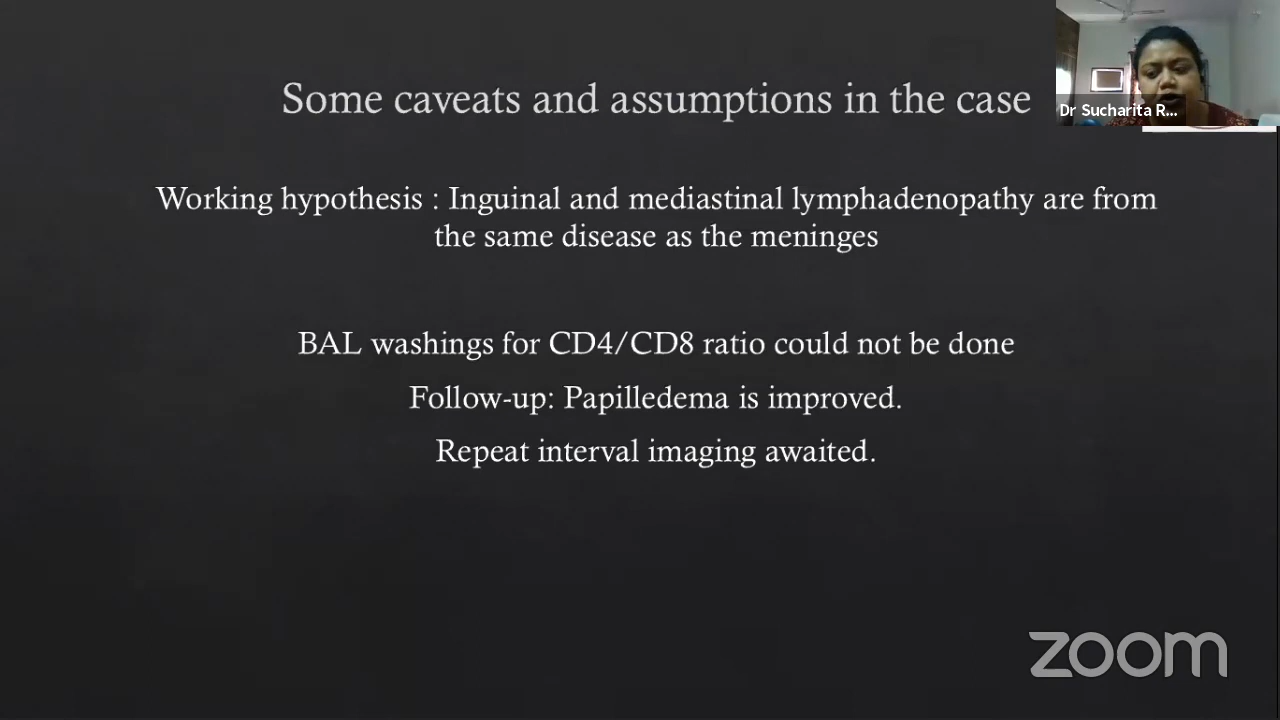 Some caveats and assumptions in the case
Dr Sucharita R...
Working hypothesis : Inguinal and mediastinal lymphadenopathy are from
the same disease as the meninges
BAL washings for CD4/CD8 ratio could not be done
Follow-up: Papilledema is improved.
Repeat interval imaging awaited.
zoom